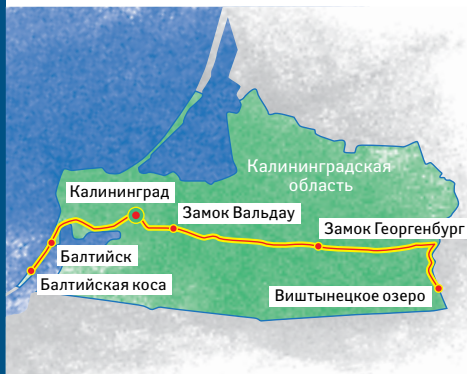 Калининградская
область
Калининград
Замок Вальдау
Замок Георгенбург
Балтийск
Балтийская коса
Виштынецкое озеро